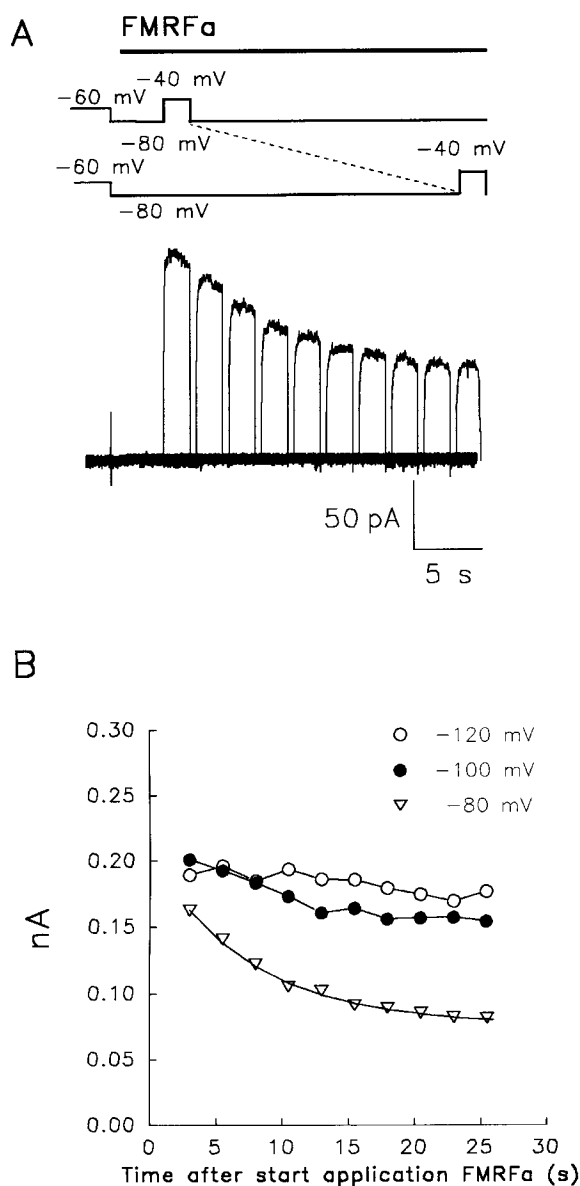 A
FMRFa
−40 mV
−60 mV
−80 mV
−40 mV
−60 mV
−80 mV
50 pA
5 s
B
0.30
0.25
0.20
0.15
0.10
0.05
0.00
nA
−120 mV
−100 mV
−80 mV
0 5 10 15 20 25 30
Time after start application FMRFa (s)